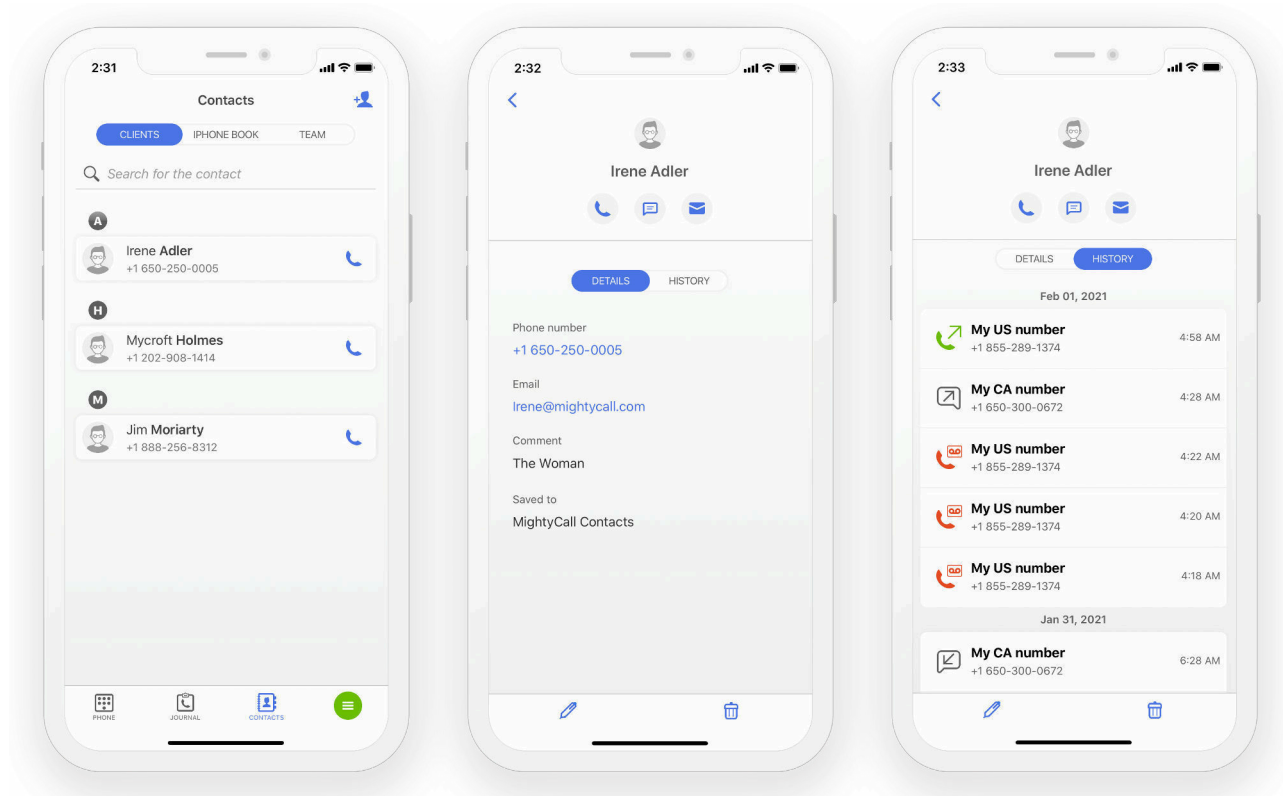 2:31
Contacts
CLIENTS IPHONE BOOK TEAM
Search for the contact
A
Irene Adler
+1 650-250-0005
H
Mycroft Holmes
+1 202-908-1414
M
Jim Moriarty
+1 888-256-8312
PHONE JOURNAL CONTACTS
2:32
Irene Adler
DETAILS HISTORY
Phone number
+1 650-250-0005
Email
Irene@mightycall.com
Comment
The Woman
Saved to
MightyCall Contacts
2:33
Irene Adler
DETAILS HISTORY
Feb 01, 2021
My US number
+1 855-289-1374
4:58 AM
My CA number
+1 650-300-0672
4:28 AM
My US number
+1 855-289-1374
4:22 AM
My US number
+1 855-289-1374
4:20 AM
My US number
+1 855-289-1374
4:18 AM
Jan 31, 2021
My CA number
+1 650-300-0672
6:28 AM